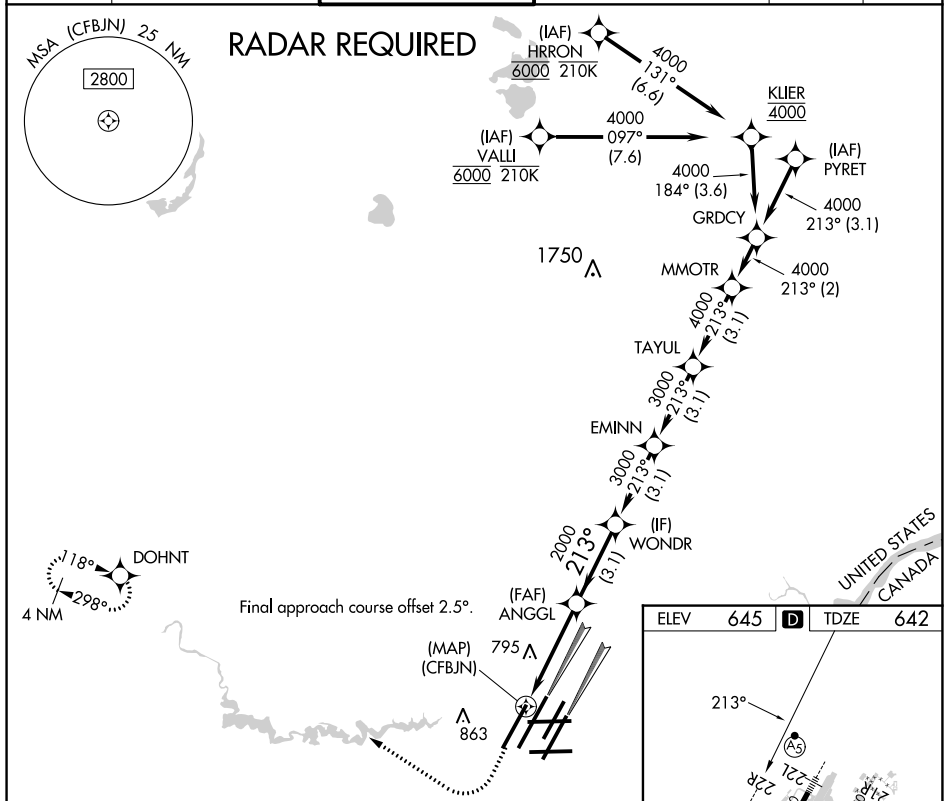 MSA (CFBJN) 25 NM
2800
RADAR REQUIRED
(IAF)
HRRON
6000 210K
4000
131°
(6.6)
KLIER
4000
(IAF)
VALLI
6000 210K
4000
097°
(7.6)
(IAF)
PYRET
4000
184° (3.6)
4000
213° (3.1)
GRDCY
1750
MMOTR
4000
213° (2)
4000
213°
(3.1)
TAYUL
3000
213°
(3.1)
EMINN
3000
213°
(3.1)
(IF)
WONDR
2000
213°
(3.1)
UNITED STATES
CANADA
118°
DOHNT
298°
4 NM
Final approach course offset 2.5°.
(FAF)
ANGGL
(MAP)
(CFBJN)
795
863
ELEV 645 D TDZE 642
213°
A5
22R
22L